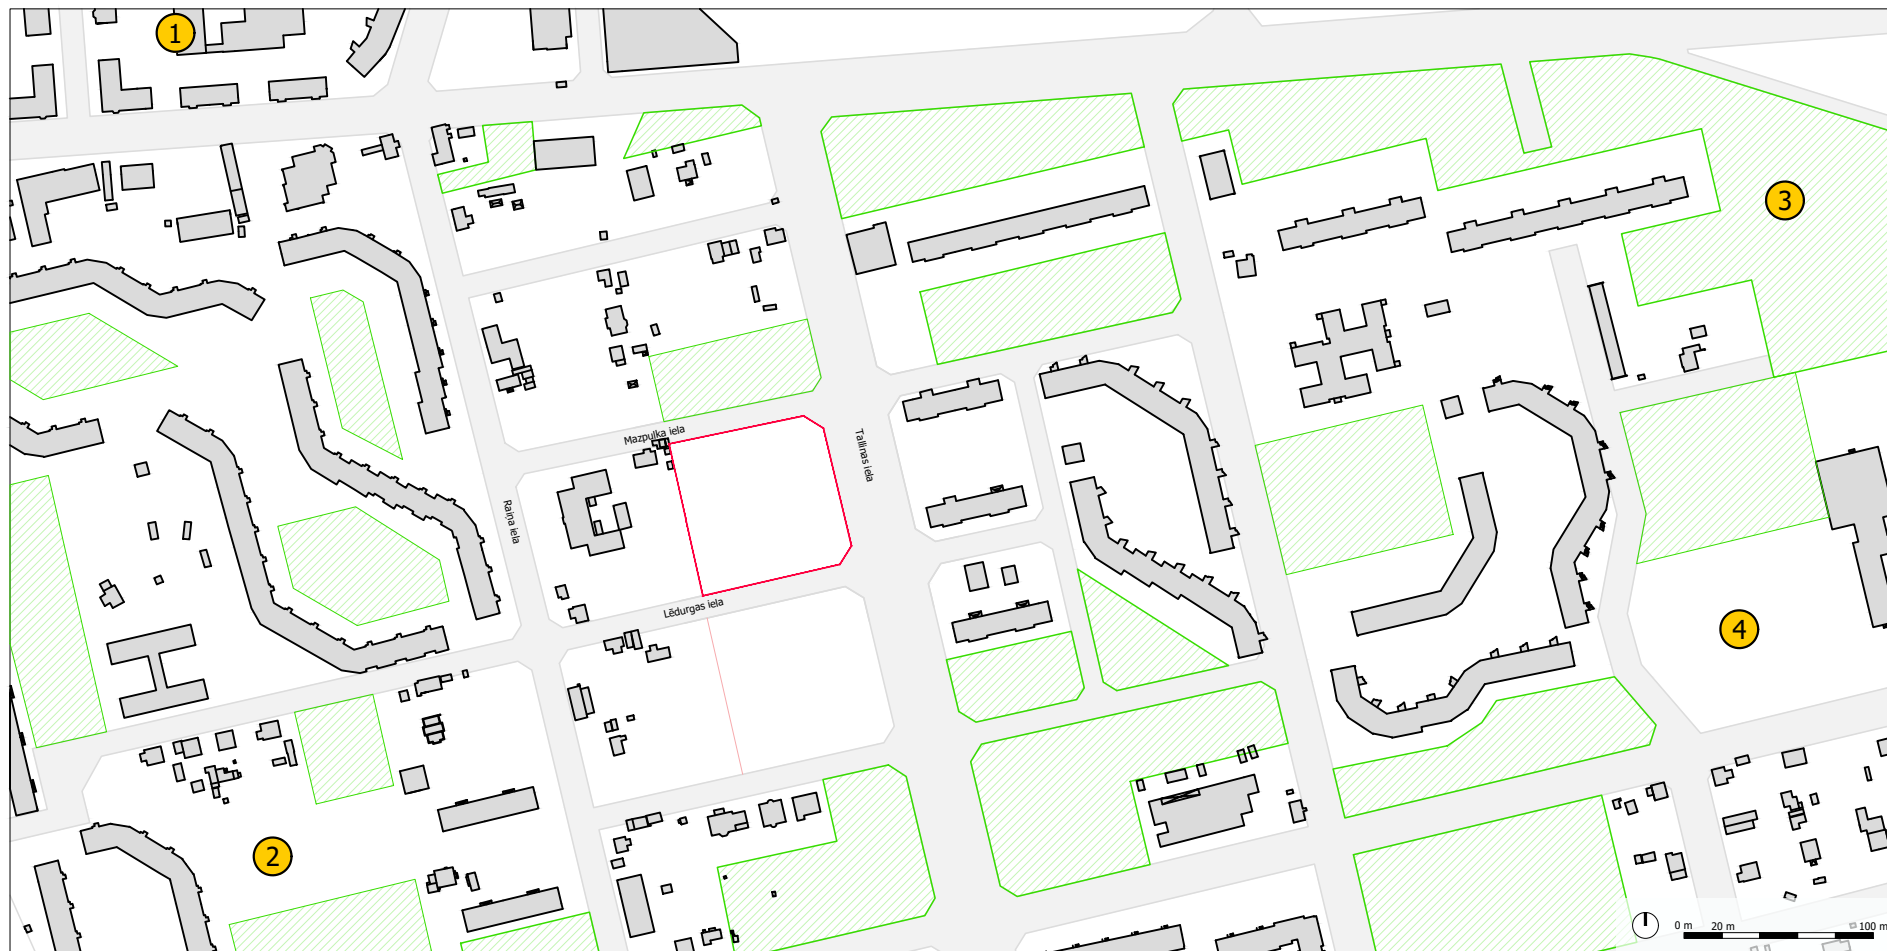 1
3
Mazpulka iela
Tallinas iela
Raiņa iela
Lēdurgas iela
4
2
0 m 20 m 100 m